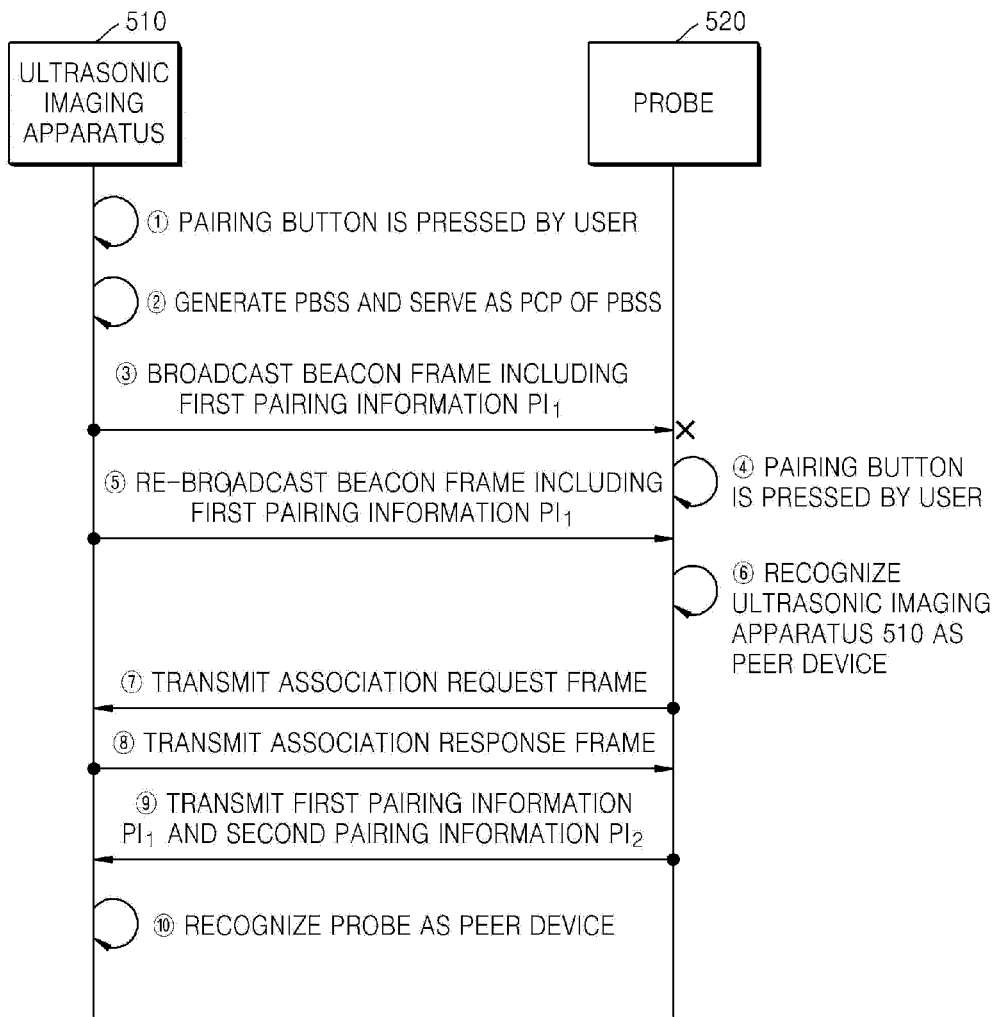 510
520
ULTRASONIC
IMAGING
APPARATUS
PROBE
① PAIRING BUTTON IS PRESSED BY USER
② GENERATE PBSS AND SERVE AS PCP OF PBSS
③ BROADCAST BEACON FRAME INCLUDING
FIRST PAIRING INFORMATION PI₁
④ PAIRING BUTTON
IS PRESSED BY USER
⑤ RE-BROADCAST BEACON FRAME INCLUDING
FIRST PAIRING INFORMATION PI₁
⑥ RECOGNIZE
ULTRASONIC IMAGING
APPARATUS 510 AS
PEER DEVICE
⑦ TRANSMIT ASSOCIATION REQUEST FRAME
⑧ TRANSMIT ASSOCIATION RESPONSE FRAME
⑨ TRANSMIT FIRST PAIRING INFORMATION
PI₁ AND SECOND PAIRING INFORMATION PI₂
⑩ RECOGNIZE PROBE AS PEER DEVICE